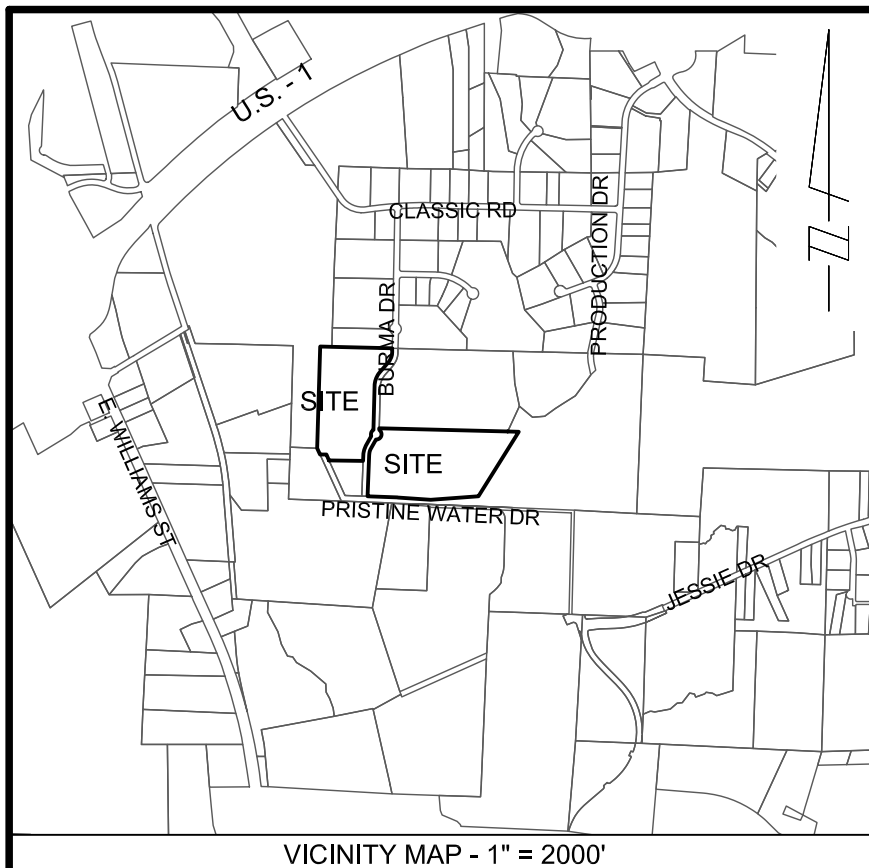 U.S. - 1
CLASSIC RD
PRODUCTION DR
BURMA DR
SITE
E. WILLIAMS ST
SITE
PRISTINE WATER DR
JESSIE DR
N
VICINITY MAP - 1" = 2000'